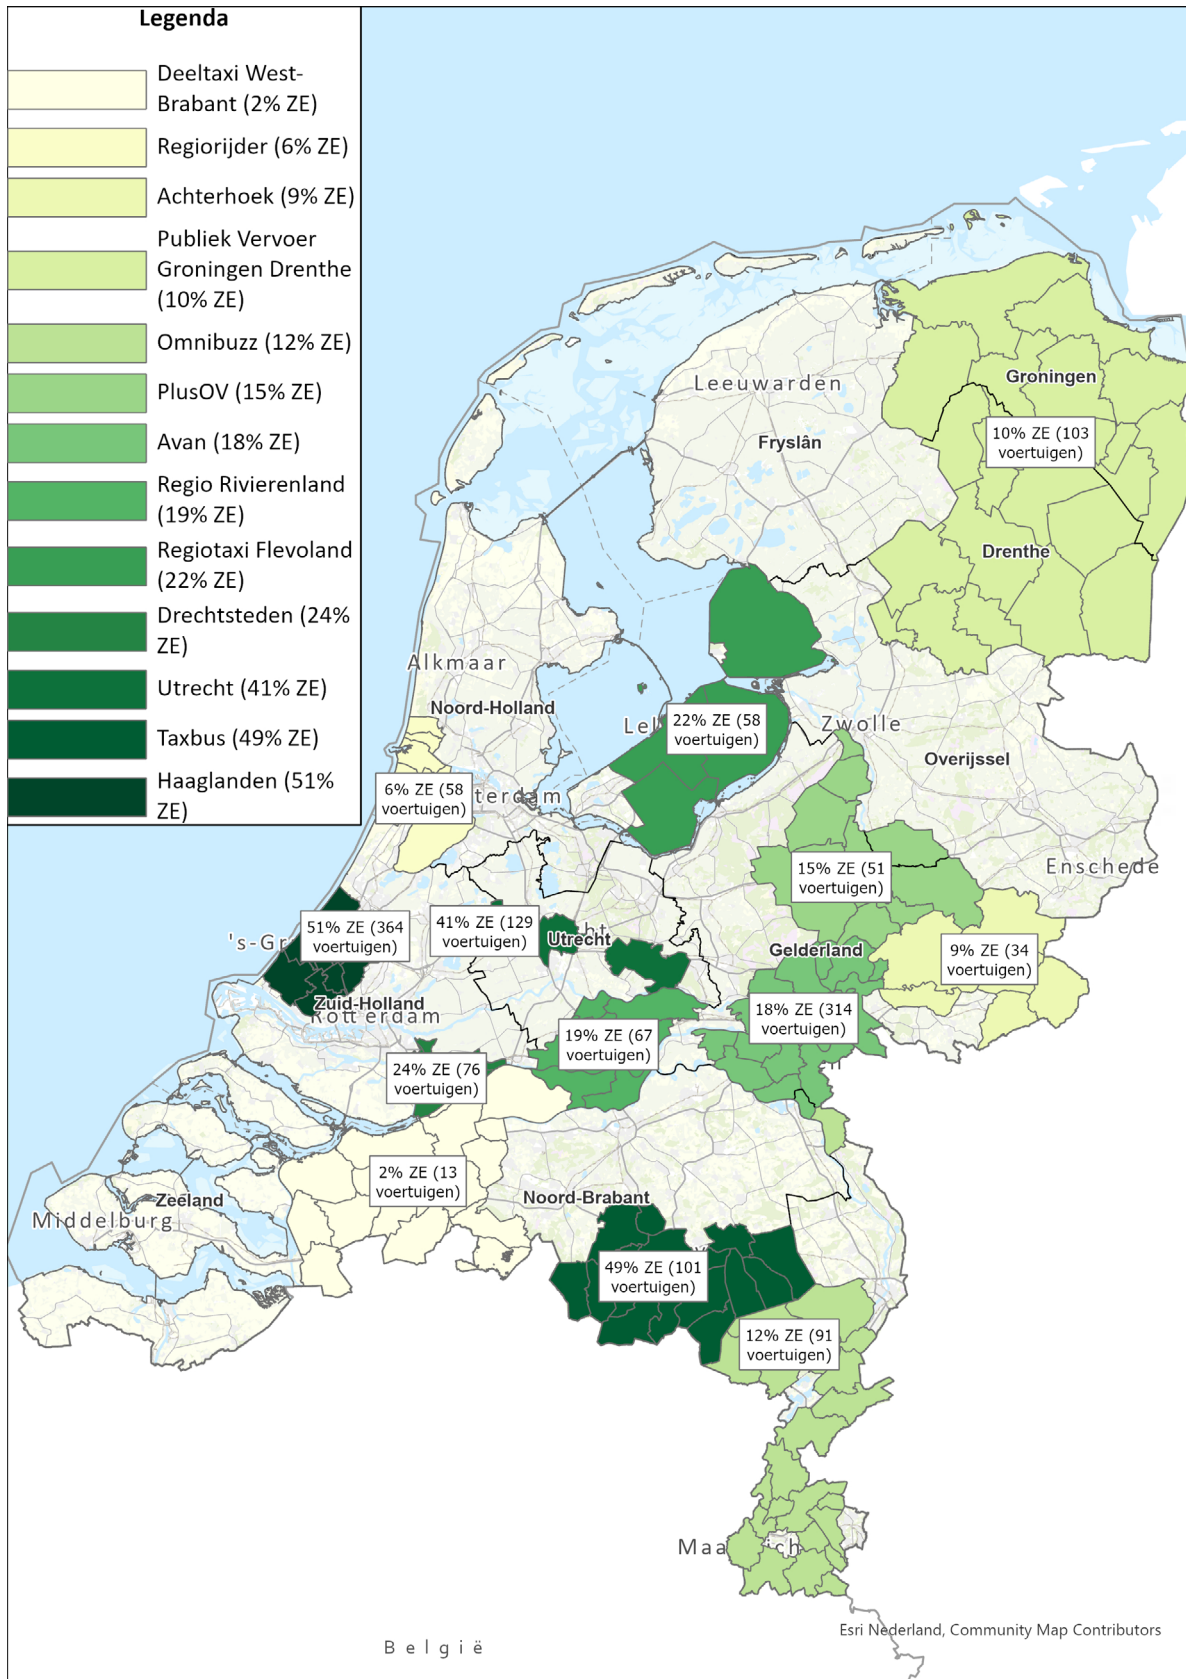 Legenda
Deeltaxi West-
Brabant (2% ZE)
Regiorijder (6% ZE)
Achterhoek (9% ZE)
Publiek Vervoer
Groningen Drenthe
(10% ZE)
Omnibuzz (12% ZE)
PlusOV (15% ZE)
Avan (18% ZE)
Regio Rivierenland
(19% ZE)
Regiotaxi Flevoland
(22% ZE)
Drechtsteden (24%
ZE)
Utrecht (41% ZE)
Taxbus (49% ZE)
Haaglanden (51%
ZE)
Groningen
Leeuwarden
Fryslân
10% ZE (103
voertuigen)
Drenthe
Alkmaar
Noord-Holland
22% ZE (58
voertuigen)
Zwolle
Overijssel
6% ZE (58
voertuigen)
Enschede
15% ZE (51
voertuigen)
51% ZE (364
voertuigen)
41% ZE (129
voertuigen)
Utrecht
Gelderland
9% ZE (34
voertuigen)
Zuid-Holland
Rotterdam
18% ZE (314
voertuigen)
19% ZE (67
voertuigen)
24% ZE (76
voertuigen)
2% ZE (13
voertuigen)
Zeeland
Middelburg
Noord-Brabant
49% ZE (101
voertuigen)
12% ZE (91
voertuigen)
Esri Nederland, Community Map Contributors
België